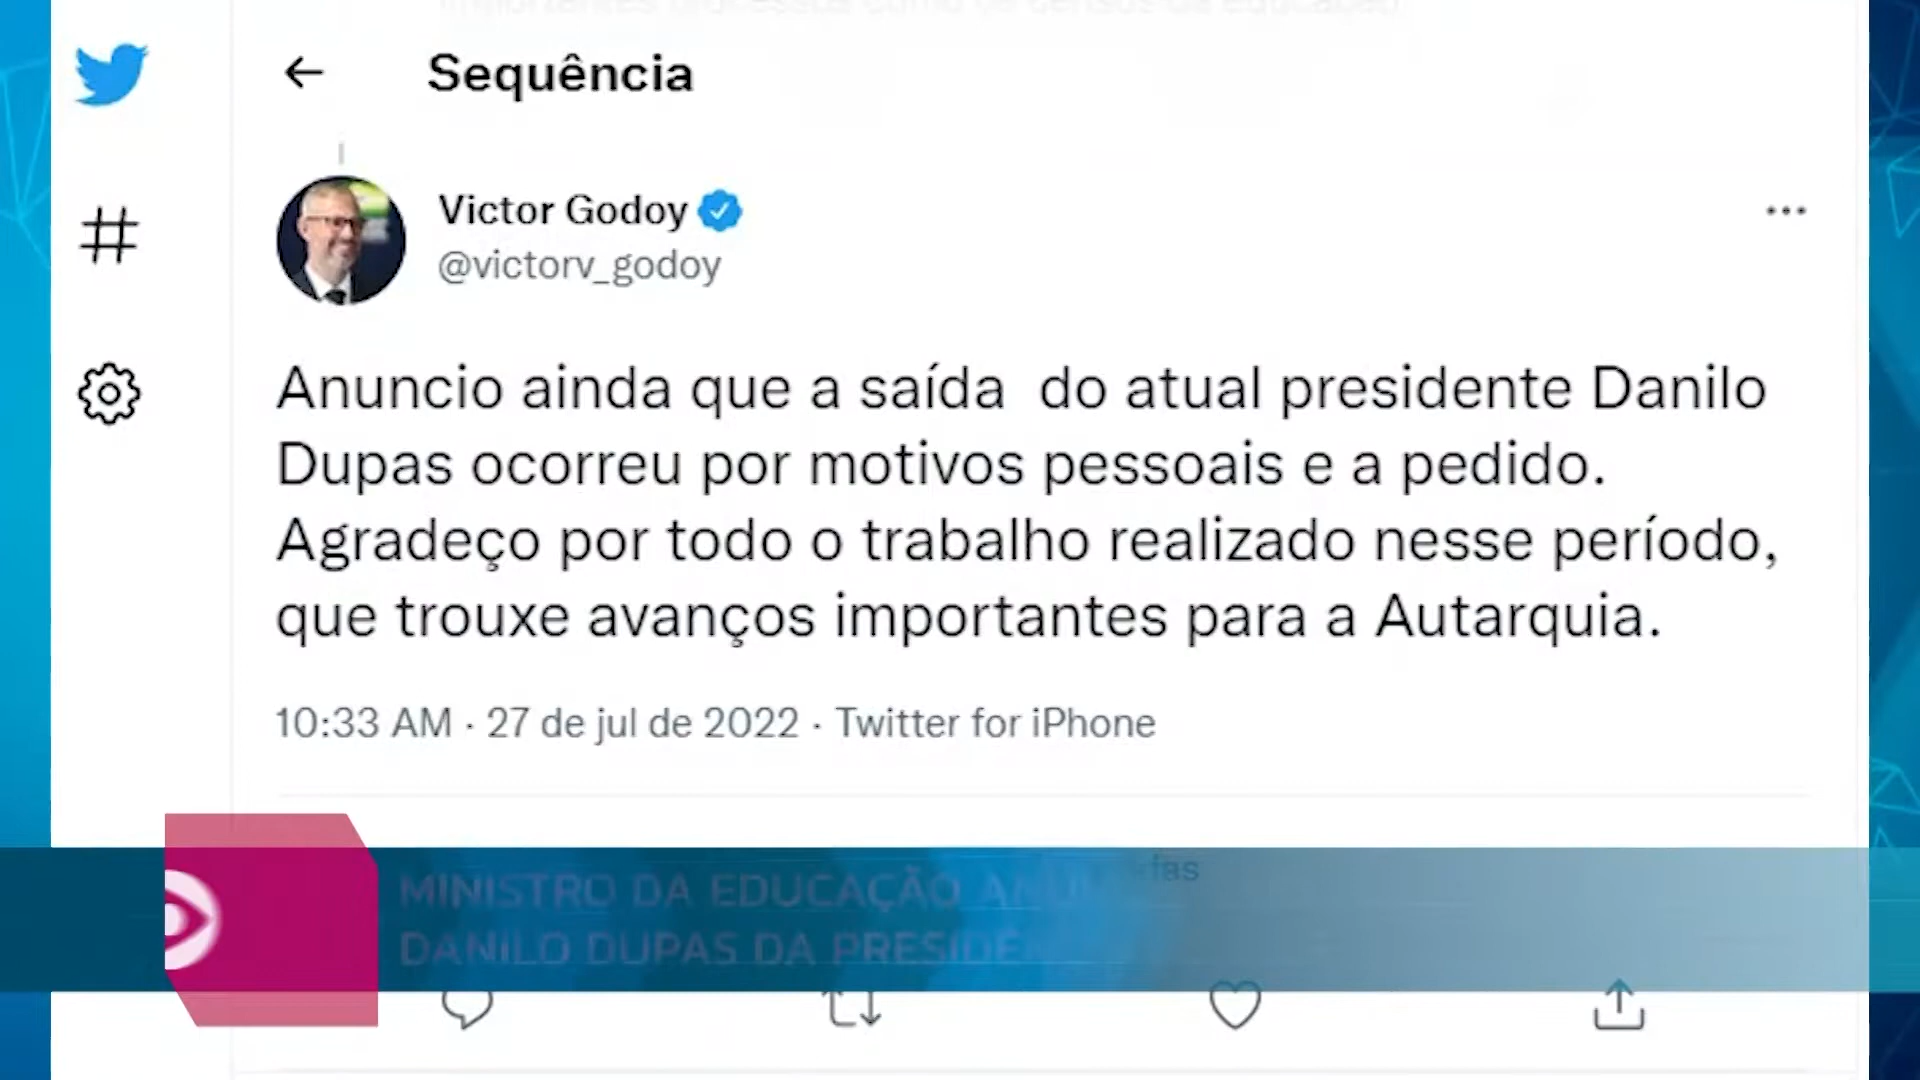 Sequência
Victor Godoy
@victorv_godoy
Anuncio ainda que a saída do atual presidente Danilo
Dupas ocorreu por motivos pessoais e a pedido.
Agradeço por todo o trabalho realizado nesse período,
que trouxe avanços importantes para a Autarquia.
10:33 AM · 27 de jul de 2022 · Twitter for iPhone
MINISTRO DA EDUCAÇÃO
DANILO DUPAS DA